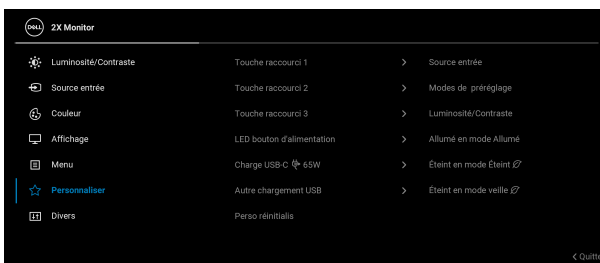 DELL 2X Monitor
Luminosité/Contraste Touche raccourci 1 > Source entrée
Source entrée Touche raccourci 2 > Modes de préréglage
Couleur Touche raccourci 3 > Luminosité/Contraste
Affichage LED bouton d'alimentation > Allumé en mode Allumé
Menu Charge USB-C 65W > Éteint en mode Éteint
Personnaliser Autre chargement USB > Éteint en mode veille
Divers Perso réinitialis
< Quitte